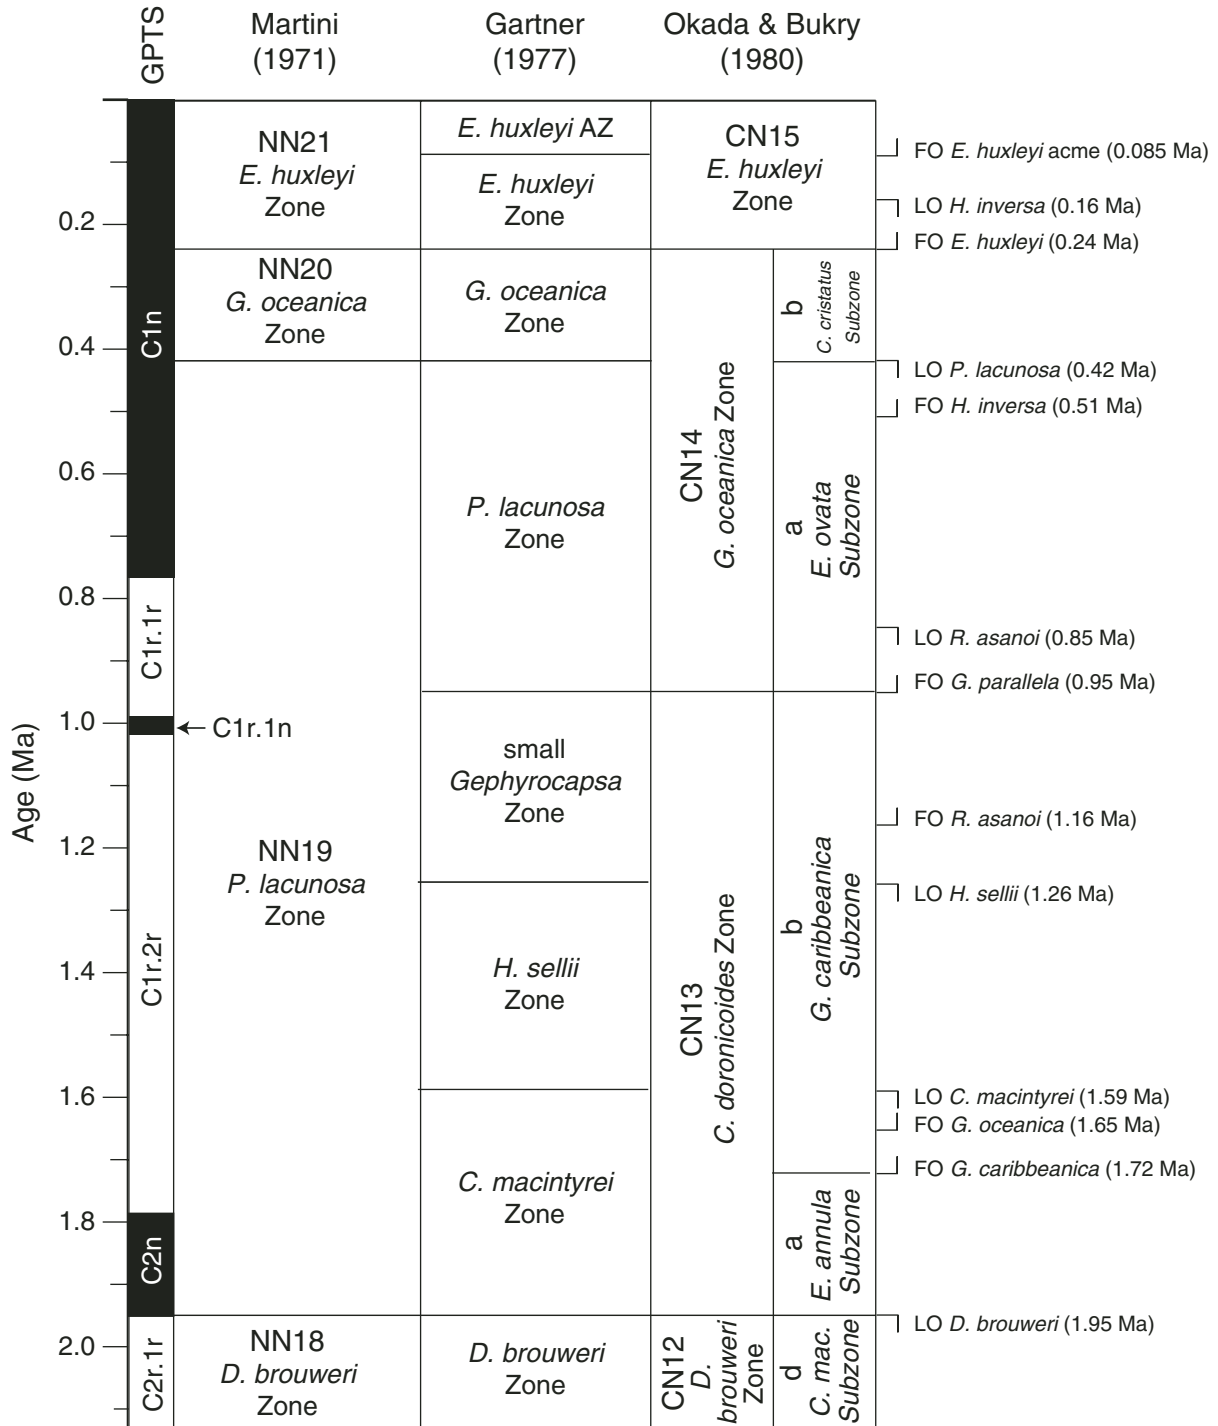 GPTS
Martini
(1971)
Gartner
(1977)
Okada & Bukry
(1980)
Age (Ma)
0.2
0.4
0.6
0.8
1.0
1.2
1.4
1.6
1.8
2.0
C1n
C1r.1r
C1r.1n
C1r.2r
C2n
C2r.1r
NN21
E. huxleyi
Zone
NN20
G. oceanica
Zone
NN19
P. lacunosa
Zone
NN18
D. brouweri
Zone
E. huxleyi AZ
E. huxleyi
Zone
G. oceanica
Zone
P. lacunosa
Zone
small
Gephyrocapsa
Zone
H. sellii
Zone
C. macintyrei
Zone
D. brouweri
Zone
CN15
E. huxleyi
Zone
CN14
G. oceanica Zone
CN13
C. doronicoides Zone
CN12
D.
brouweri
Zone
b
C. cristatus
Subzone
a
E. ovata
Subzone
b
G. caribbeanica
Subzone
a
E. annula
Subzone
d
C. mac.
Subzone
FO E. huxleyi acme (0.085 Ma)
LO H. inversa (0.16 Ma)
FO E. huxleyi (0.24 Ma)
LO P. lacunosa (0.42 Ma)
FO H. inversa (0.51 Ma)
LO R. asanoi (0.85 Ma)
FO G. parallela (0.95 Ma)
FO R. asanoi (1.16 Ma)
LO H. sellii (1.26 Ma)
LO C. macintyrei (1.59 Ma)
FO G. oceanica (1.65 Ma)
FO G. caribbeanica (1.72 Ma)
LO D. brouweri (1.95 Ma)